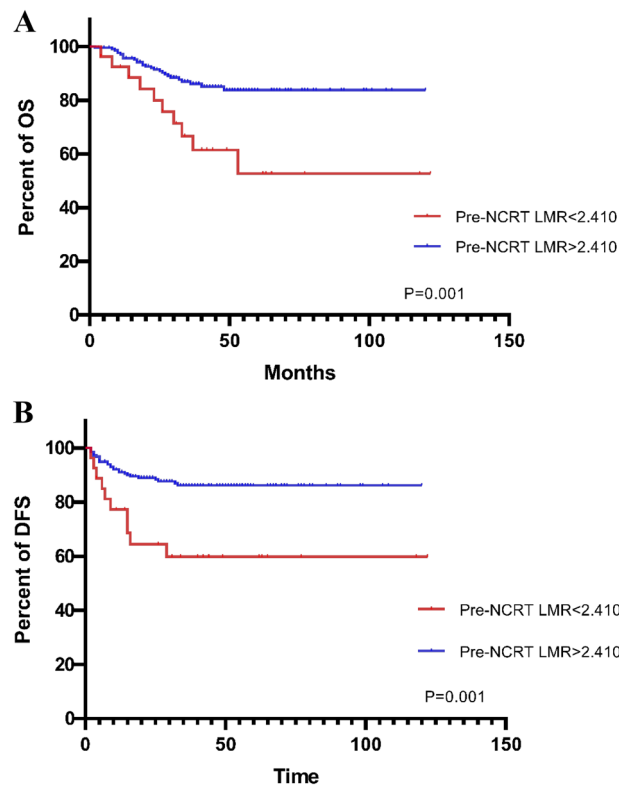 A
Percent of OS
100
80
60
40
20
0
0 50 100 150
Months
Pre-NCRT LMR<2.410
Pre-NCRT LMR>2.410
P=0.001
B
Percent of DFS
100
80
60
40
20
0
0 50 100 150
Time
Pre-NCRT LMR<2.410
Pre-NCRT LMR>2.410
P=0.001